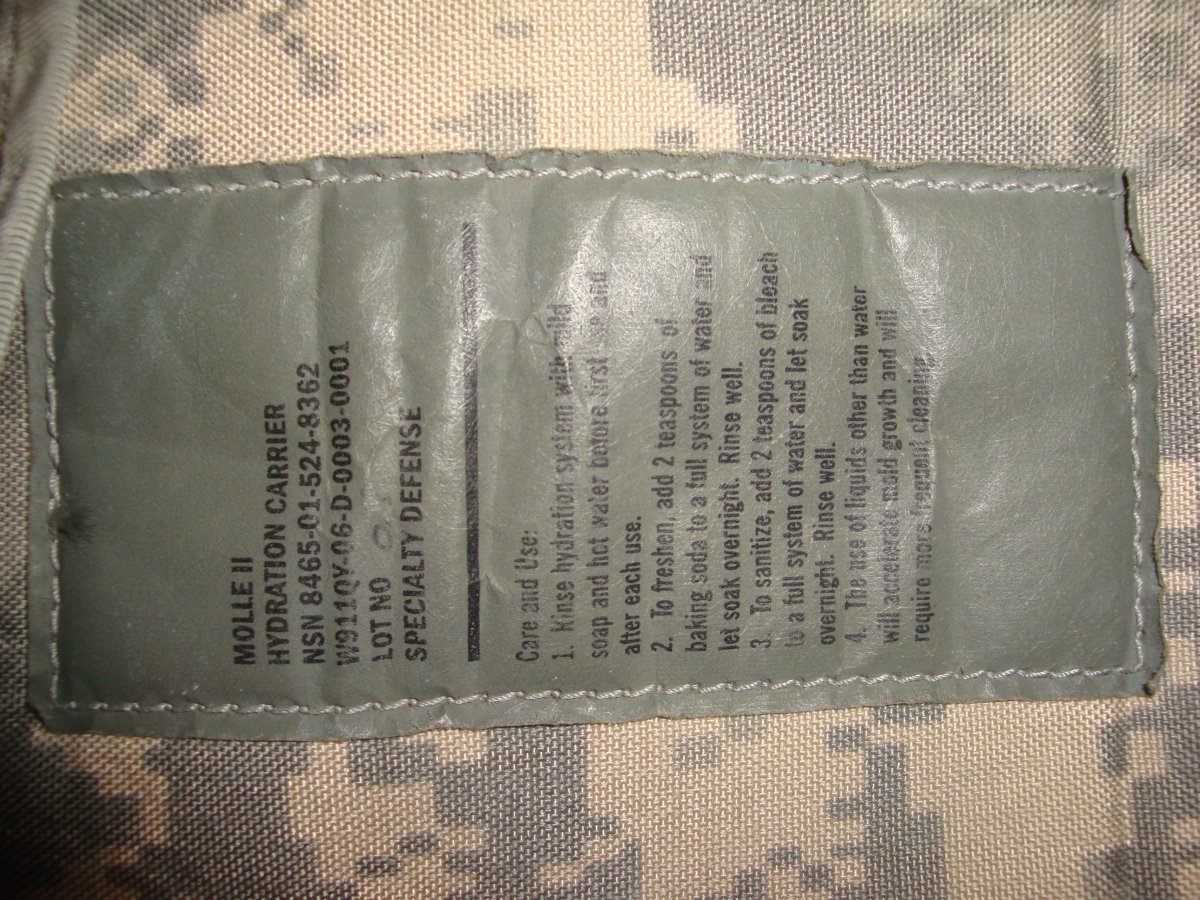 MOLLE II
HYDRATION CARRIER
NSN 8465-01-524-8362
W911QY-06-D-0003-0001
LOT NO
SPECIALTY DEFENSE
Care and Use:
1. Rinse hydration system with mild
soap and hot water before first use and
after each use.
2. To freshen, add 2 teaspoons of
baking soda to a full system of water and
let soak overnight. Rinse well.
3. To sanitize, add 2 teaspoons of bleach
to a full system of water and let soak
overnight. Rinse well.
4. The use of liquids other than water
will accelerate mold growth and will
require more frequent cleaning